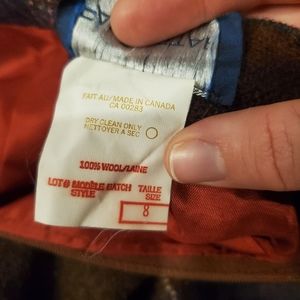 FAIT AU/MADE IN CANADA
CA 00283
DRY CLEAN ONLY
NETTOYER A SEC
100% WOOL/LAINE
LOT# MODÈLE BATCH TAILLE
STYLE SIZE
8